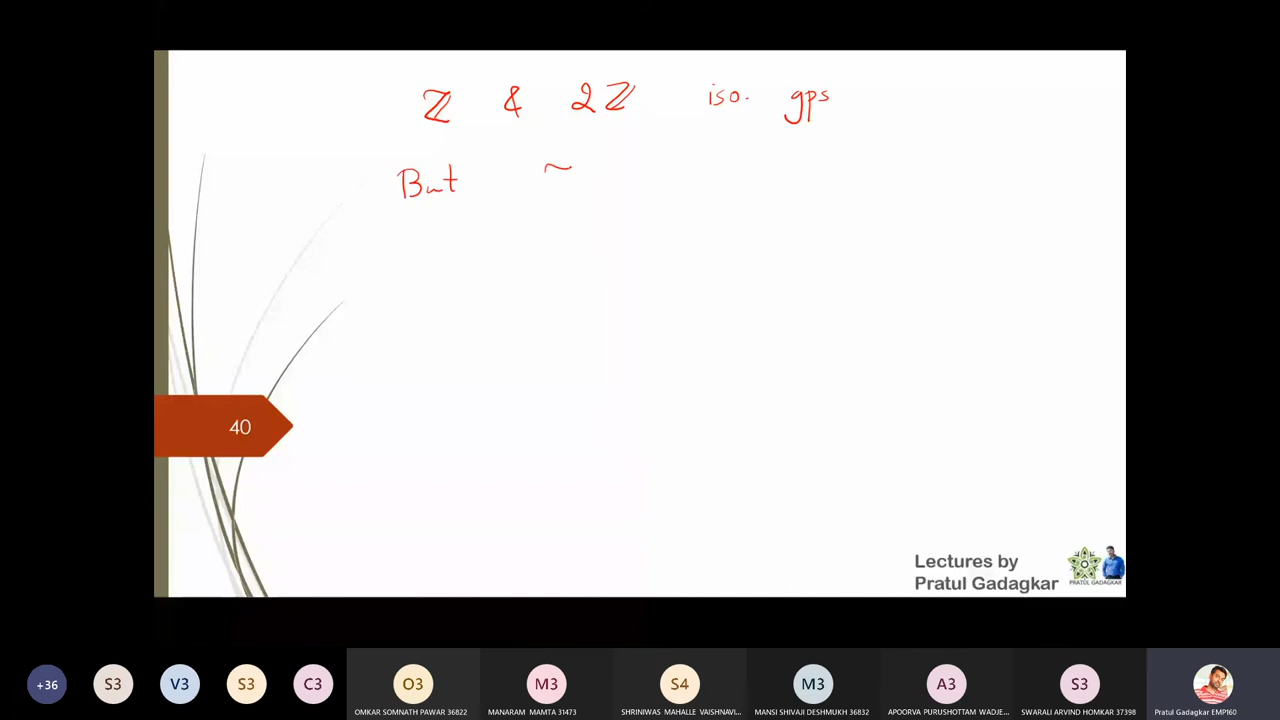 ℤ & 2ℤ iso. gps
But ~
40
Lectures by
Pratul Gadagkar
PRATUL GADAGKAR
+36 S3 V3 S3 C3 O3 M3 S4 M3 A3 S3
OMKAR SOMNATH PAWAR 36822 MANARAM MAMTA 31473 SHRINIWAS MAHALLE VAISHNAVI... MANSI SHIVAJI DESHMUKH 36832 APOORVA PURUSHOTTAM WADJE... SWARALI ARVIND HOMKAR 37398 Pratul Gadagkar EMP160